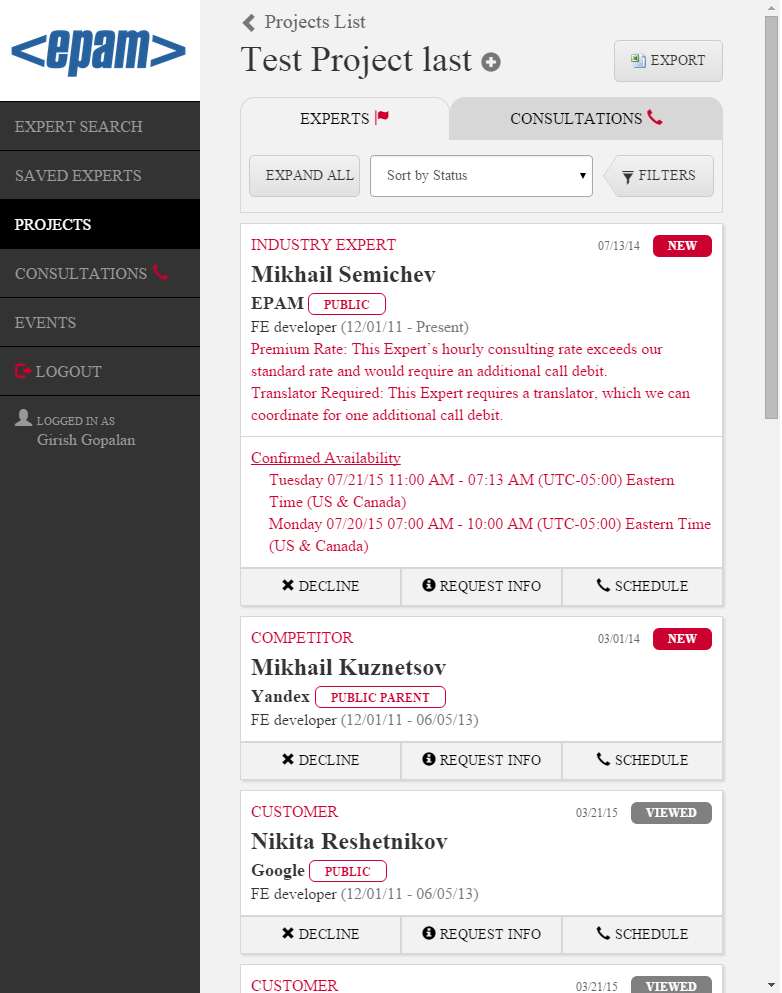 <epam>
EXPERT SEARCH
SAVED EXPERTS
PROJECTS
CONSULTATIONS
EVENTS
LOGOUT
LOGGED IN AS
Girish Gopalan
Projects List
Test Project last
EXPORT
EXPERTS
CONSULTATIONS
EXPAND ALL
Sort by Status
FILTERS
INDUSTRY EXPERT 07/13/14 NEW
Mikhail Semichev
EPAM PUBLIC
FE developer (12/01/11 - Present)
Premium Rate: This Expert`s hourly consulting rate exceeds our
standard rate and would require an additional call debit.
Translator Required: This Expert requires a translator, which we can
coordinate for one additional call debit.
Confirmed Availability
Tuesday 07/21/15 11:00 AM - 07:13 AM (UTC-05:00) Eastern
Time (US & Canada)
Monday 07/20/15 07:00 AM - 10:00 AM (UTC-05:00) Eastern Time
(US & Canada)
DECLINE REQUEST INFO SCHEDULE
COMPETITOR 03/01/14 NEW
Mikhail Kuznetsov
Yandex PUBLIC PARENT
FE developer (12/01/11 - 06/05/13)
DECLINE REQUEST INFO SCHEDULE
CUSTOMER 03/21/15 VIEWED
Nikita Reshetnikov
Google PUBLIC
FE developer (12/01/11 - 06/05/13)
DECLINE REQUEST INFO SCHEDULE
CUSTOMER 03/21/15 VIEWED